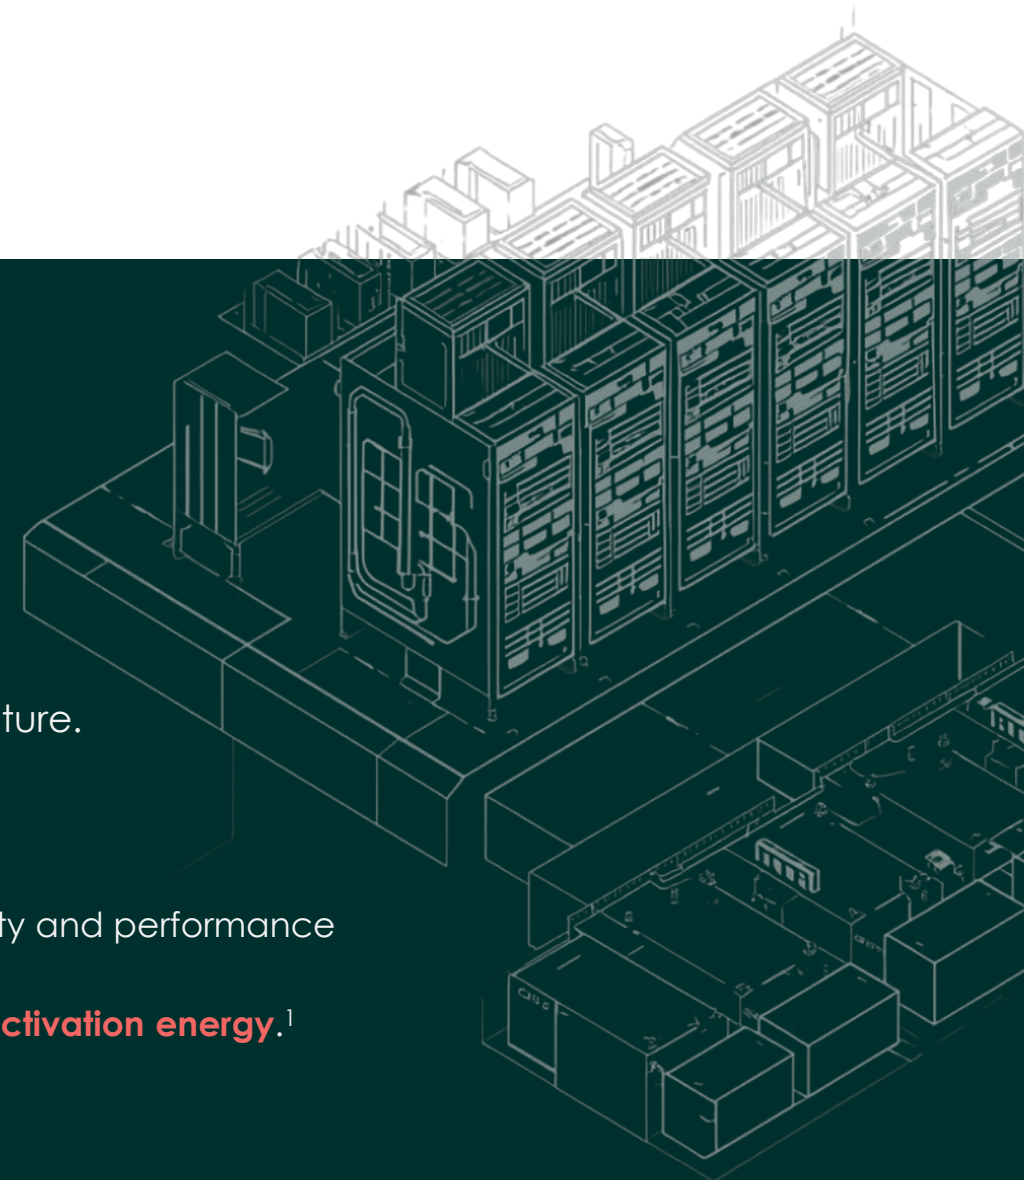 ture.
ty and performance
ctivation energy.¹